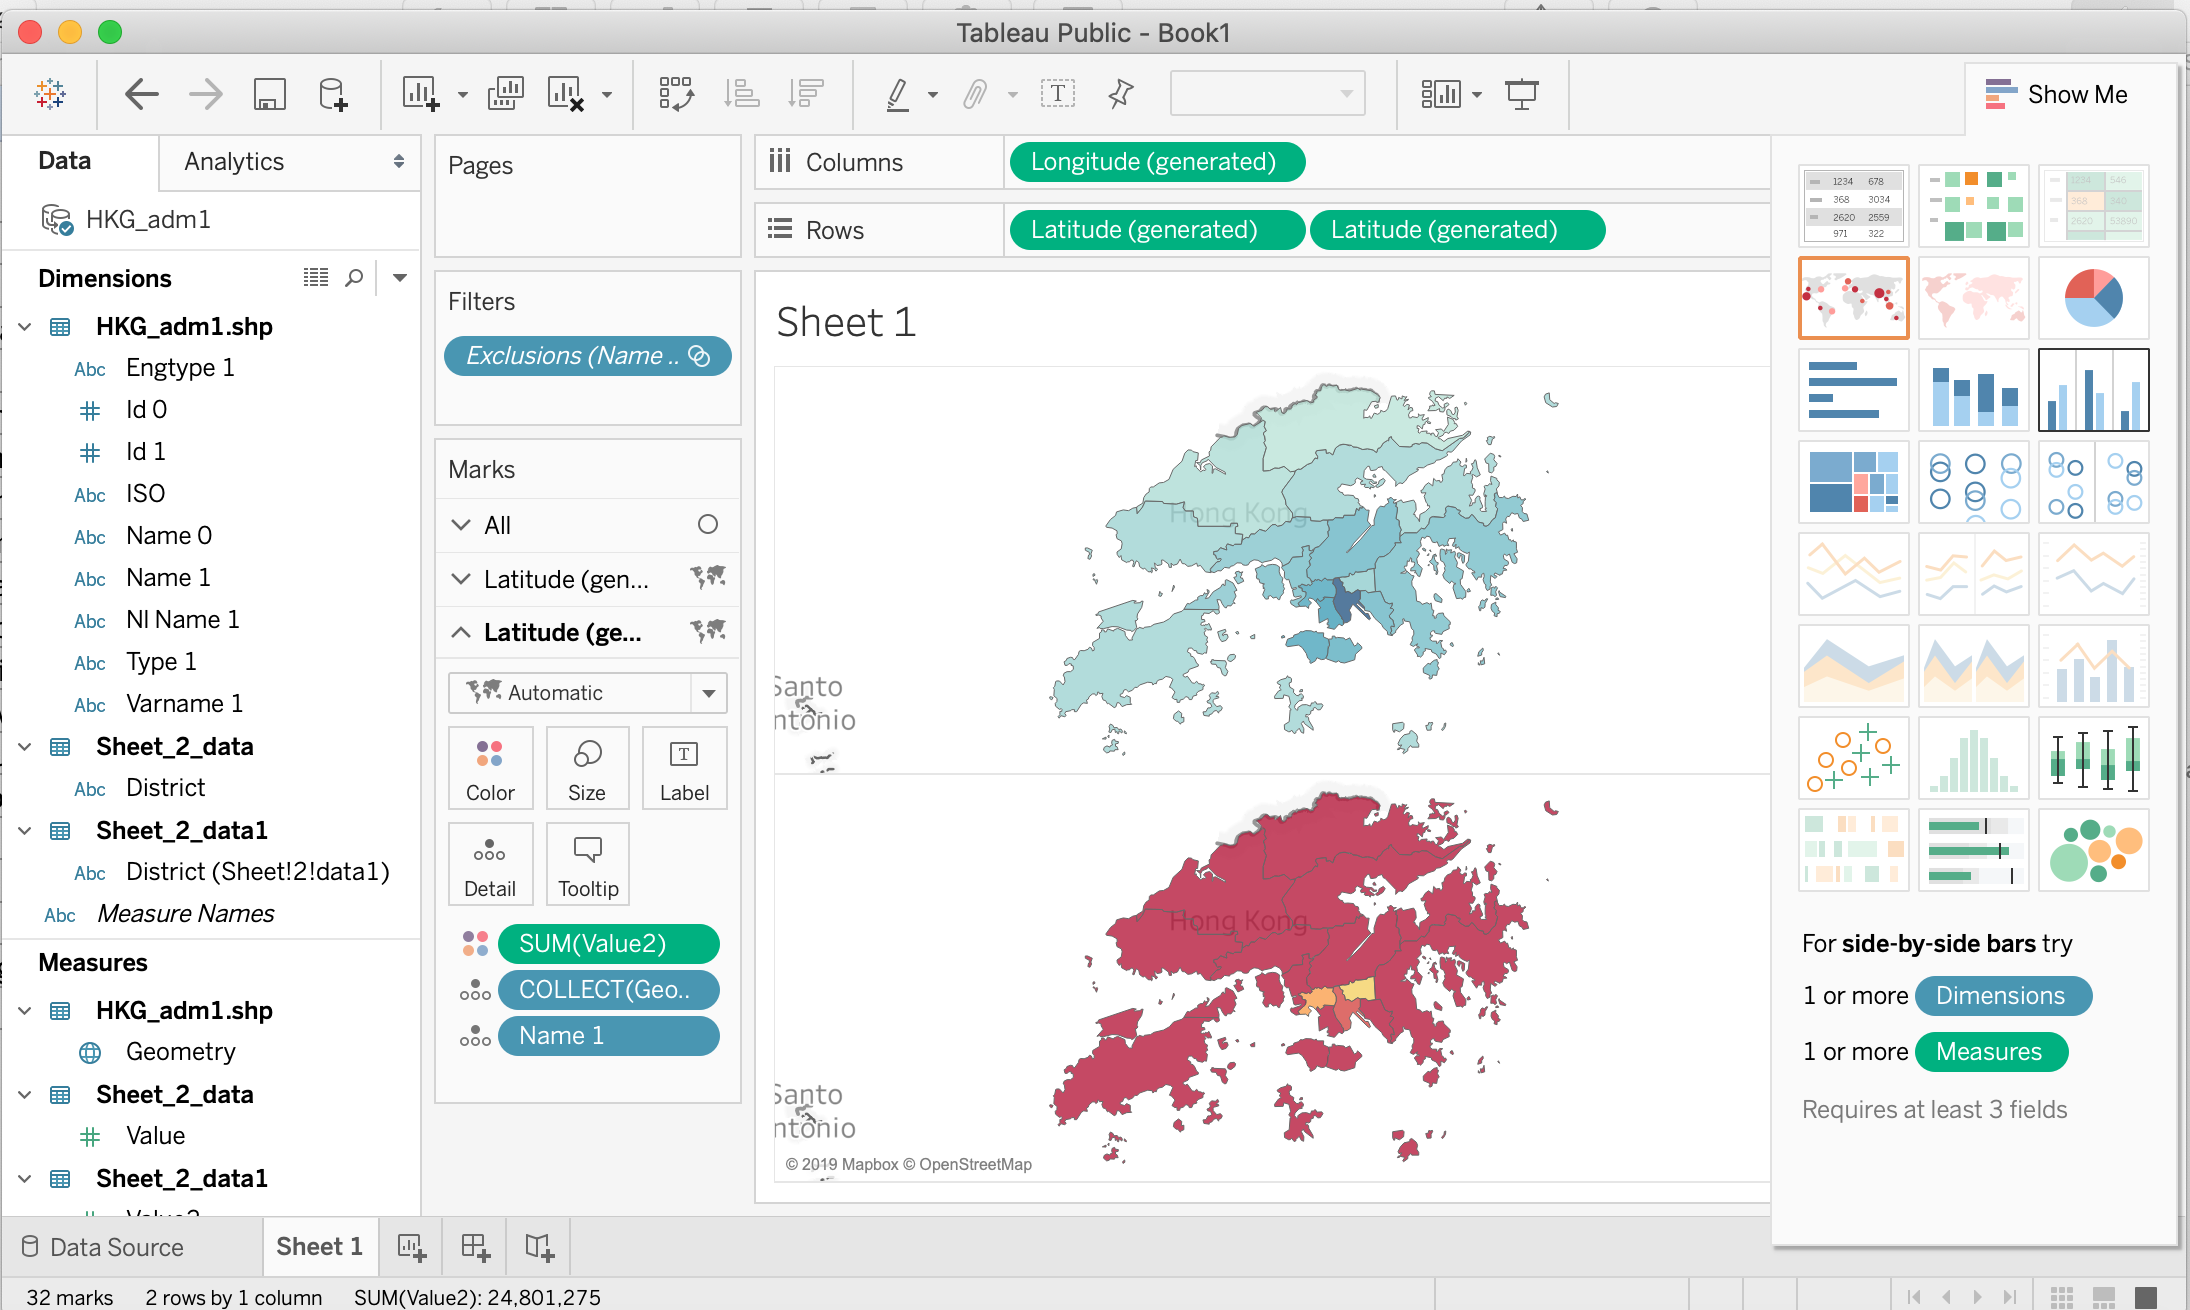 Tableau Public - Book1
Show Me
Data
Analytics
HKG_adm1
Dimensions
HKG_adm1.shp
Abc Engtype 1
Id 0
Id 1
Abc ISO
Abc Name 0
Abc Name 1
Abc Nl Name 1
Abc Type 1
Abc Varname 1
Sheet_2_data
Abc District
Sheet_2_data1
Abc District (Sheet!2!data1)
Abc Measure Names
Measures
HKG_adm1.shp
Geometry
Sheet_2_data
Value
Sheet_2_data1
Value2
Pages
Filters
Exclusions (Name ..
Marks
All
Latitude (gen...
Latitude (ge...
Automatic
Color
Size
Label
Detail
Tooltip
SUM(Value2)
COLLECT(Geo..
Name 1
Columns
Longitude (generated)
Rows
Latitude (generated)
Latitude (generated)
Sheet 1
Hong Kong
Santo
ntónio
Hong Kong
Santo
ntónio
© 2019 Mapbox © OpenStreetMap
1234 678
368 3034
2620 2559
971 322
1234 546
368 340
2620 53890
For side-by-side bars try
1 or more Dimensions
1 or more Measures
Requires at least 3 fields
Data Source
Sheet 1
32 marks
2 rows by 1 column
SUM(Value2): 24,801,275